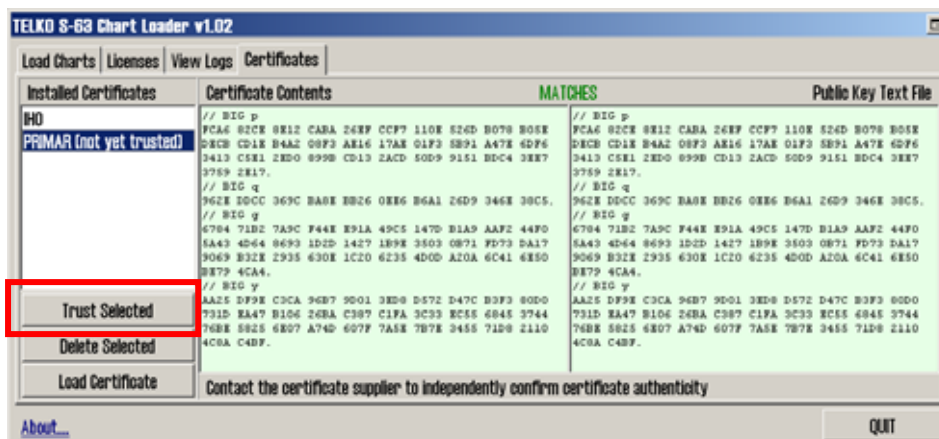 TELKO S-63 Chart Loader v1.02
Load Charts
Licenses
View Logs
Certificates
Installed Certificates
Certificate Contents
MATCHES
Public Key Text File
IHO
PRIMAR (not yet trusted)
// BIG p
FCA6 82CE 8E12 CABA 26EF CCF7 110E 526D B078 B05E
DECB CD1E B4A2 08F3 AE16 17AE 01F3 5B91 A47E 6DF6
3413 C5E1 2ED0 899B CD13 2ACD 50D9 9151 BDC4 3EE7
3759 2E17.
// BIG q
962E DDCC 369C BA8E BB26 0EE6 B6A1 26D9 346E 38C5.
// BIG g
6784 71B2 7A9C F44E E91A 49C5 147D B1A9 AAF2 44F0
5A43 4D64 8693 1D2D 1427 1B9E 3503 0B71 FD73 DA17
9069 B32E 2935 630E 1C20 6235 4D0D A20A 6C41 6E50
BE79 4CA4.
// BIG y
AA25 DF9E C3CA 96B7 9D01 3ED8 D572 D47C B3F3 80D0
731D EA47 B106 26BA C387 C1FA 3C33 EC55 6845 3744
76BE 5825 6E07 A74D 607F 7A5E 7B7E 3455 71D8 2110
4C8A C4BF.
// BIG p
FCA6 82CE 8E12 CABA 26EF CCF7 110E 526D B078 B05E
DECB CD1E B4A2 08F3 AE16 17AE 01F3 5B91 A47E 6DF6
3413 C5E1 2ED0 899B CD13 2ACD 50D9 9151 BDC4 3EE7
3759 2E17.
// BIG q
962E DDCC 369C BA8E BB26 0EE6 B6A1 26D9 346E 38C5.
// BIG g
6784 71B2 7A9C F44E E91A 49C5 147D B1A9 AAF2 44F0
5A43 4D64 8693 1D2D 1427 1B9E 3503 0B71 FD73 DA17
9069 B32E 2935 630E 1C20 6235 4D0D A20A 6C41 6E50
BE79 4CA4.
// BIG y
AA25 DF9E C3CA 96B7 9D01 3ED8 D572 D47C B3F3 80D0
731D EA47 B106 26BA C387 C1FA 3C33 EC55 6845 3744
76BE 5825 6E07 A74D 607F 7A5E 7B7E 3455 71D8 2110
4C8A C4BF.
Trust Selected
Delete Selected
Load Certificate
Contact the certificate supplier to independently confirm certificate authenticity
About...
QUIT